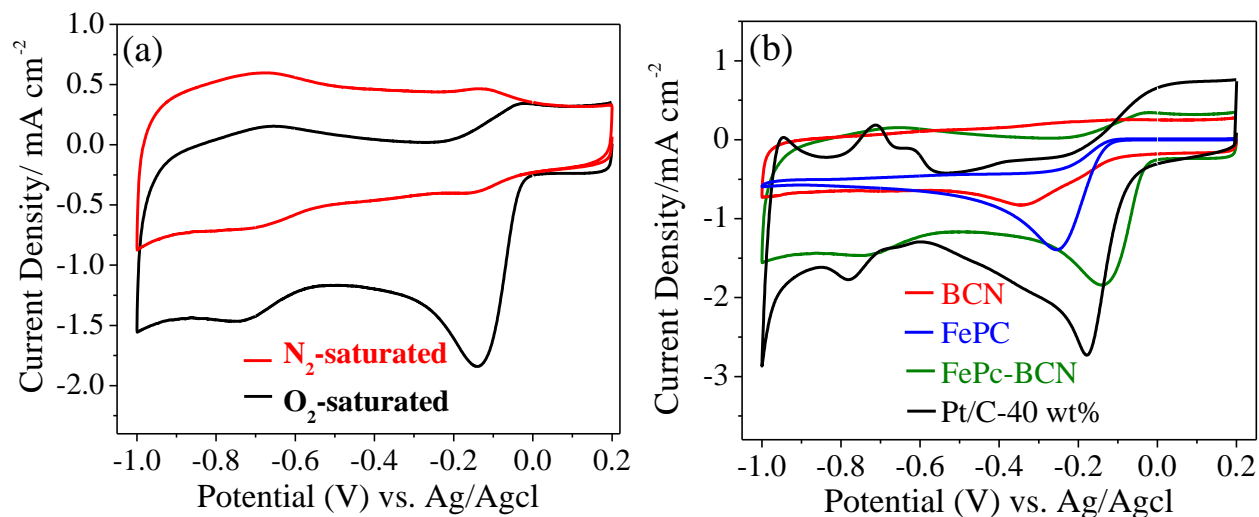 (a)
Current Density/ mA cm⁻²
1.0
0.5
0.0
-0.5
-1.0
-1.5
-2.0
N₂-saturated
O₂-saturated
-1.0 -0.8 -0.6 -0.4 -0.2 0.0 0.2
Potential (V) vs. Ag/Agcl
(b)
Current Density/mA cm⁻²
1
0
-1
-2
-3
BCN
FePC
FePc-BCN
Pt/C-40 wt%
-1.0 -0.8 -0.6 -0.4 -0.2 0.0 0.2
Potential (V) vs. Ag/Agcl